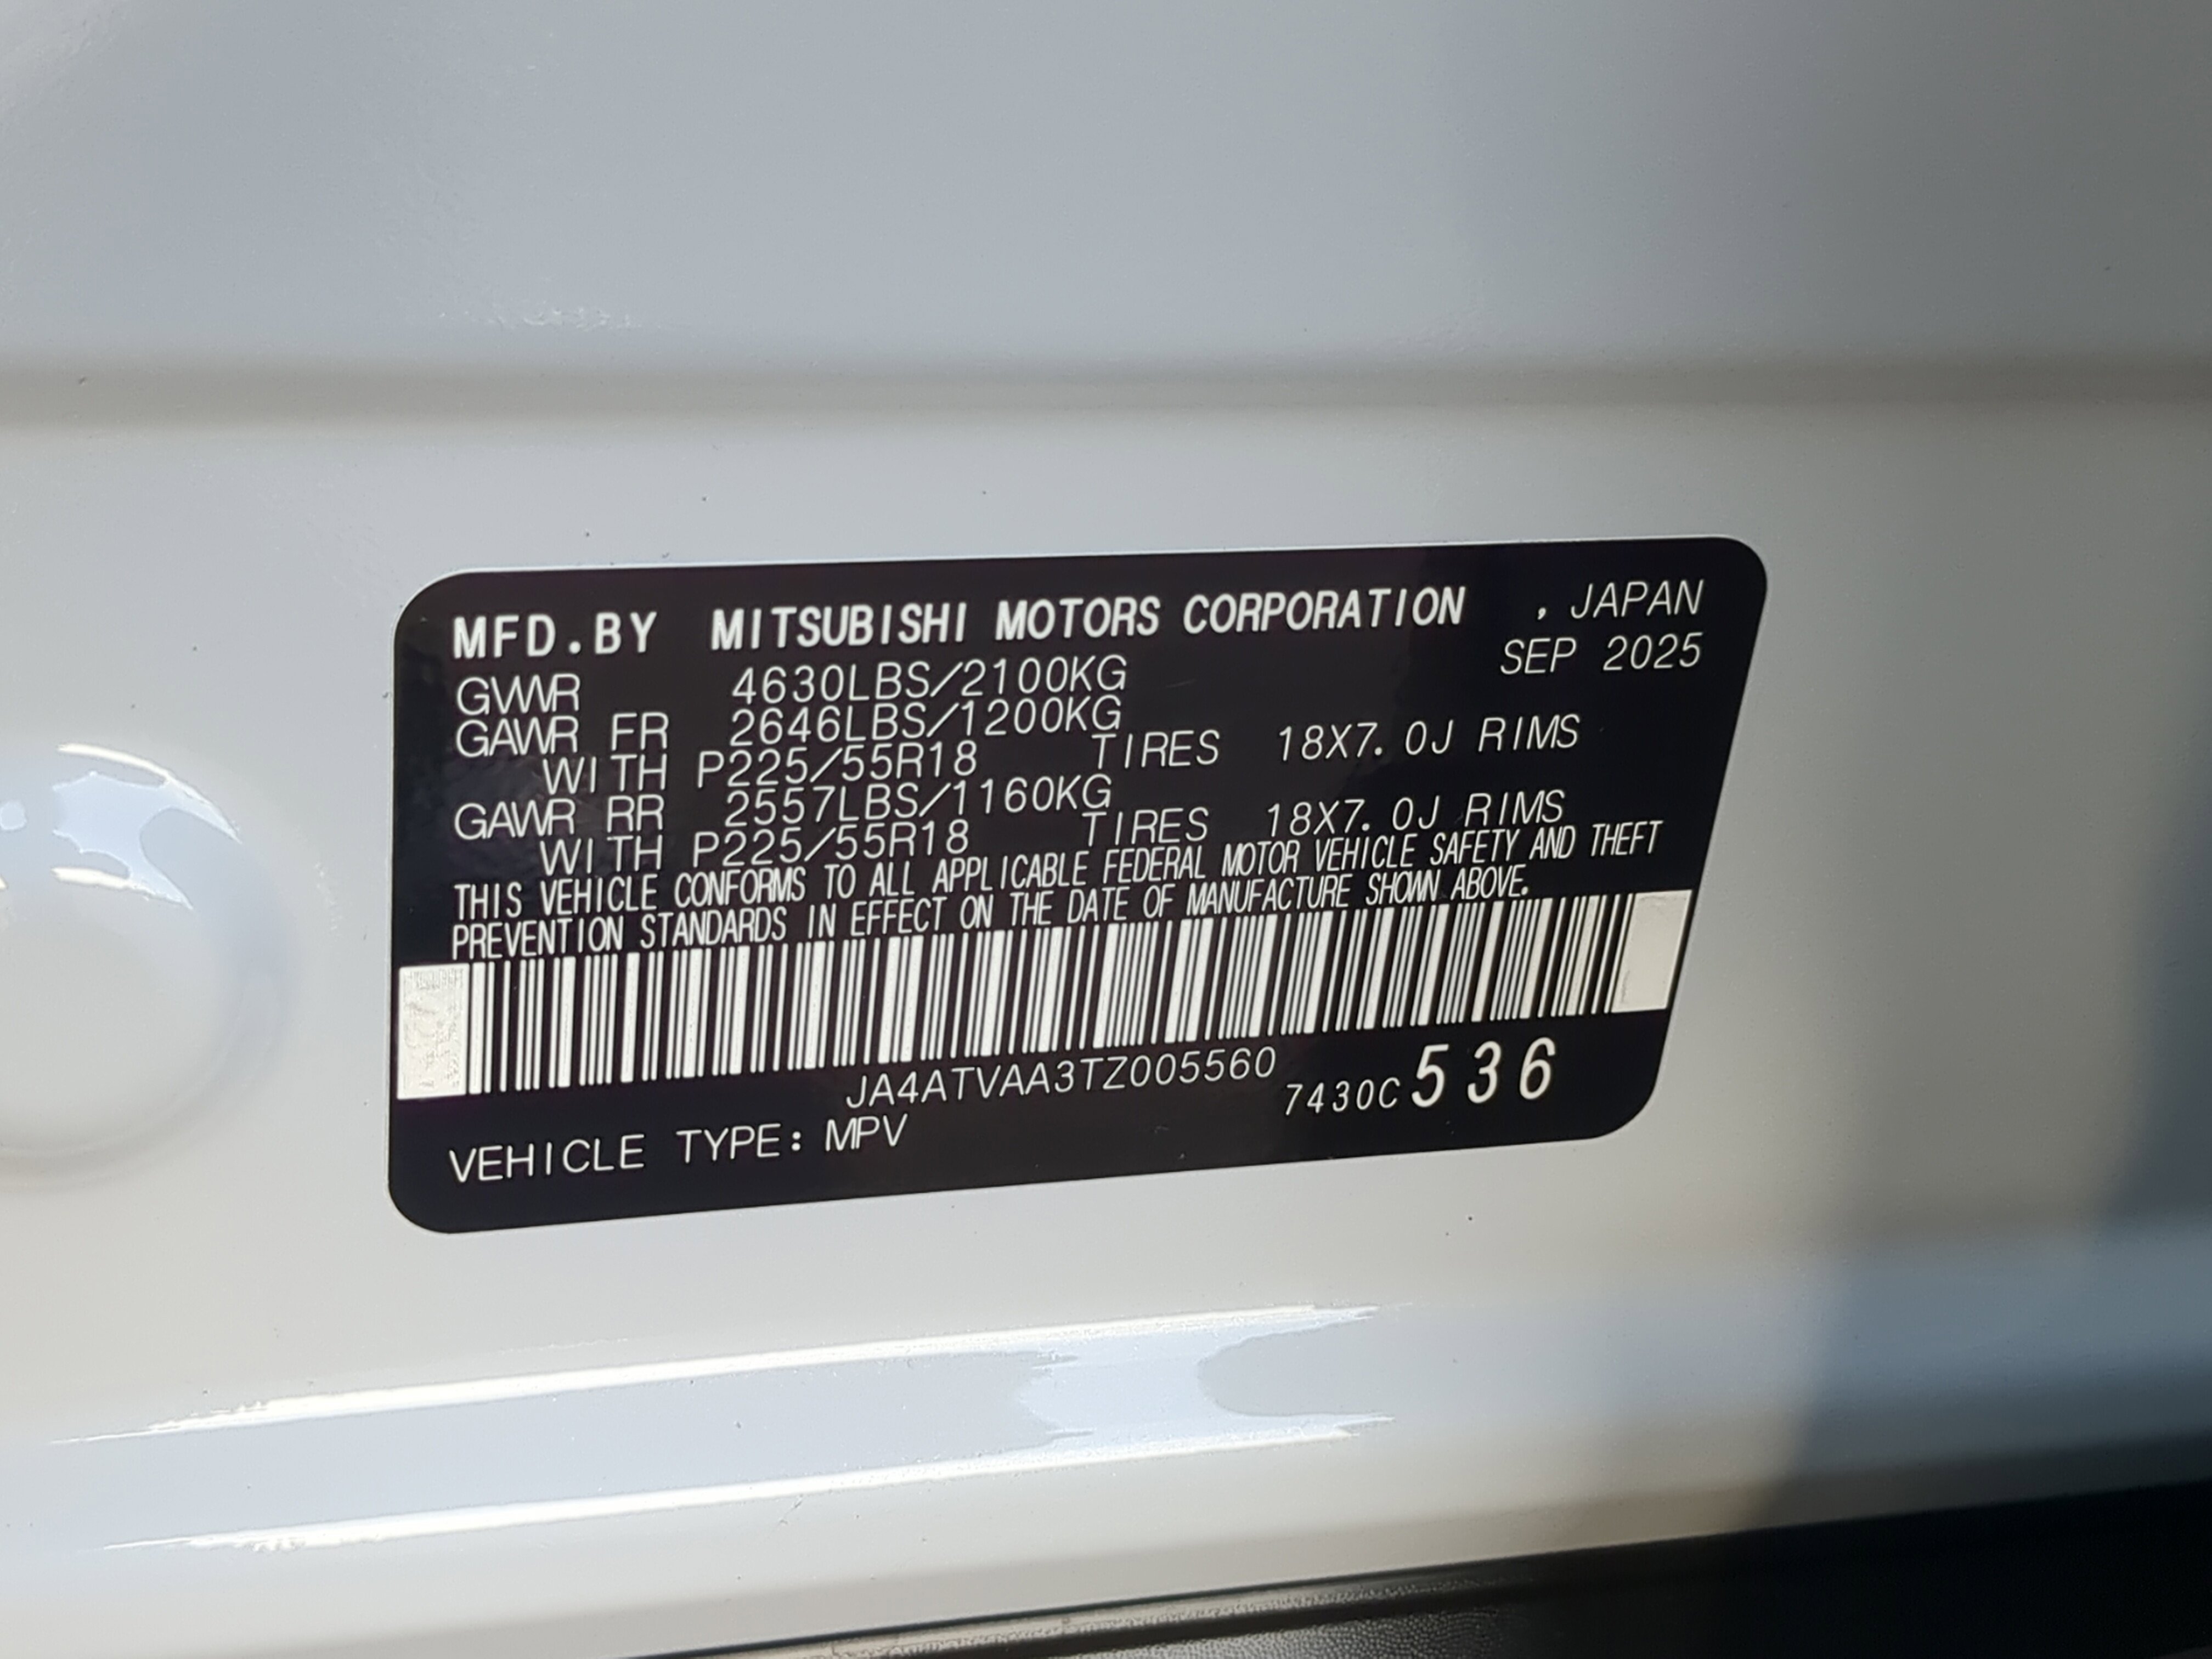 MFD.BY MITSUBISHI MOTORS CORPORATION , JAPAN
SEP 2025
GVWR 4630LBS/2100KG
GAWR FR 2646LBS/1200KG
WITH P225/55R18 TIRES 18X7.0J RIMS
GAWR RR 2557LBS/1160KG
WITH P225/55R18 TIRES 18X7.0J RIMS
THIS VEHICLE CONFORMS TO ALL APPLICABLE FEDERAL MOTOR VEHICLE SAFETY AND THEFT
PREVENTION STANDARDS IN EFFECT ON THE DATE OF MANUFACTURE SHOWN ABOVE.
JA4ATVAA3TZ005560
7430C536
VEHICLE TYPE: MPV